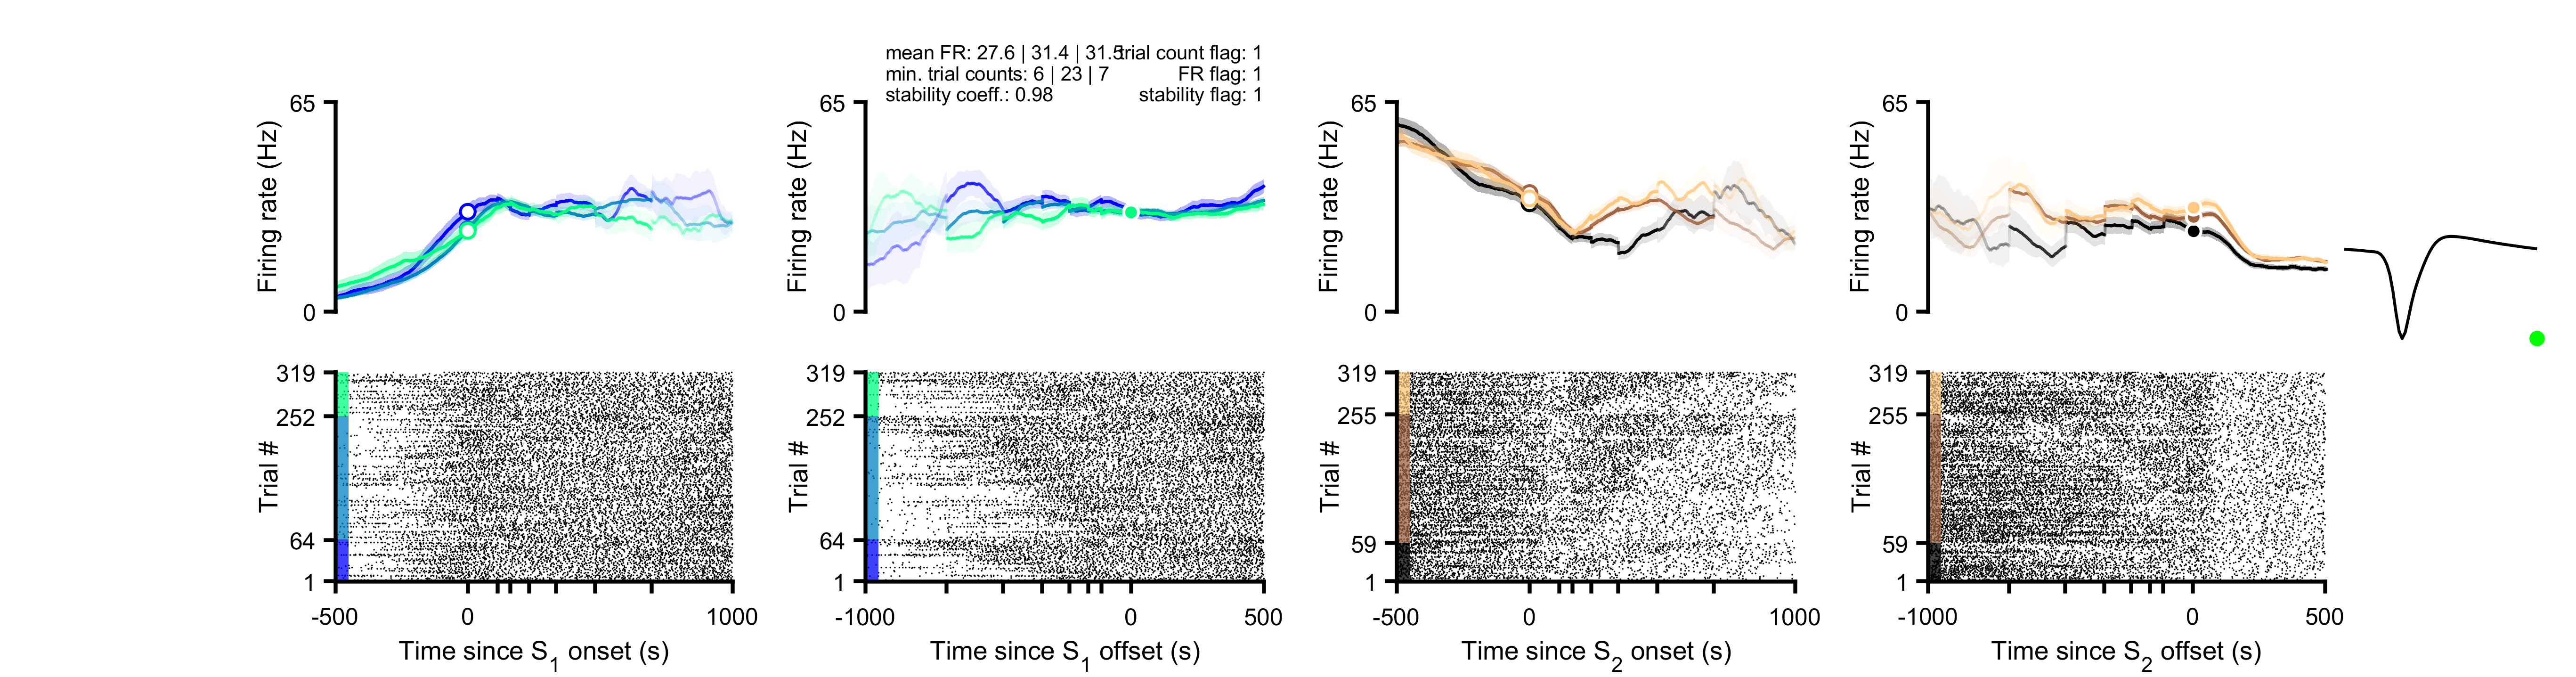 mean FR: 27.6 | 31.4 | 31.5
trial count flag: 1
min. trial counts: 6 | 23 | 7
FR flag: 1
stability coeff.: 0.98
stability flag: 1
65
Firing rate (Hz)
0
65
Firing rate (Hz)
0
65
Firing rate (Hz)
0
65
Firing rate (Hz)
0
319
252
Trial #
64
1
-500
0
1000
Time since S1 onset (s)
319
252
Trial #
64
1
-1000
0
500
Time since S1 offset (s)
319
255
Trial #
59
1
-500
0
1000
Time since S2 onset (s)
319
255
Trial #
59
1
-1000
0
500
Time since S2 offset (s)